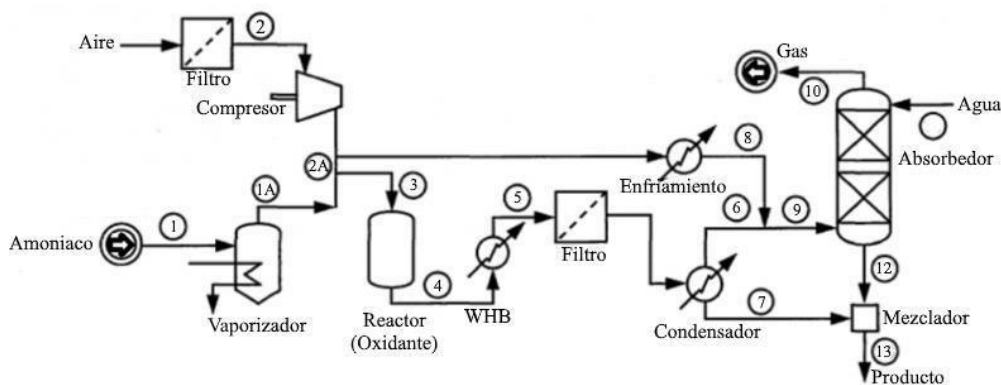 Aire
2
Filtro
Compresor
Gas
10
Agua
Absorbedor
2A
3
Enfriamiento
8
1A
1
Amoniaco
5
Filtro
6
9
4
WHB
Vaporizador
Reactor
(Oxidante)
Condensador
7
12
Mezclador
13
Producto